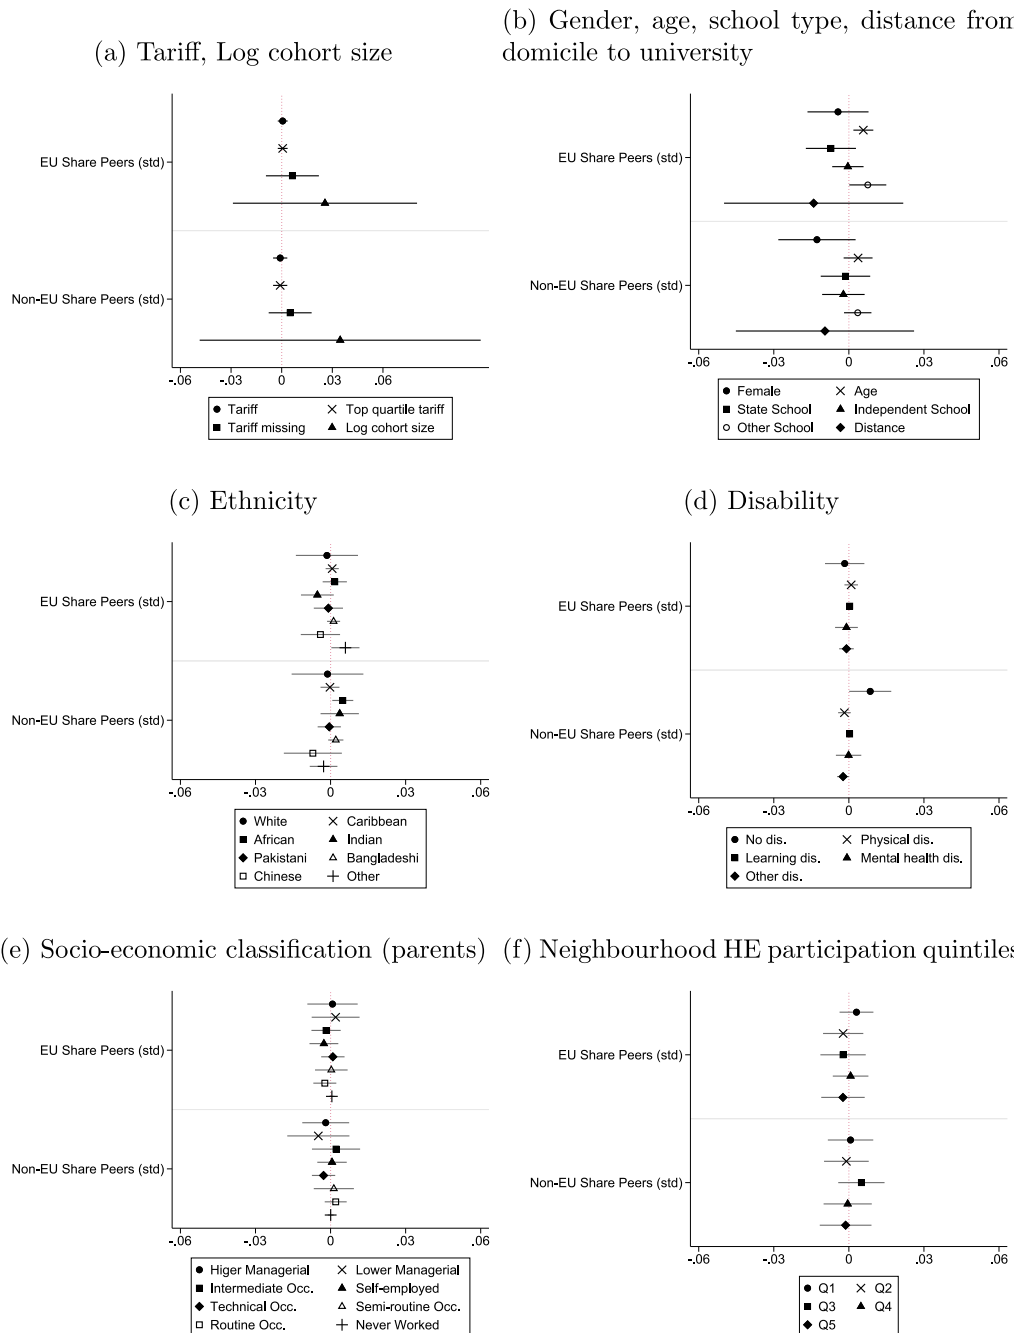 (a) Tariff, Log cohort size
EU Share Peers (std)
Non-EU Share Peers (std)
-.06 -.03 0 .03 .06
Tariff Top quartile tariff
Tariff missing Log cohort size
(b) Gender, age, school type, distance from
domicile to university
EU Share Peers (std)
Non-EU Share Peers (std)
-.06 -.03 0 .03 .06
Female Age
State School Independent School
Other School Distance
(c) Ethnicity
EU Share Peers (std)
Non-EU Share Peers (std)
-.06 -.03 0 .03 .06
White Caribbean
African Indian
Pakistani Bangladeshi
Chinese Other
(d) Disability
EU Share Peers (std)
Non-EU Share Peers (std)
-.06 -.03 0 .03 .06
No dis. Physical dis.
Learning dis. Mental health dis.
Other dis.
(e) Socio-economic classification (parents)
EU Share Peers (std)
Non-EU Share Peers (std)
-.06 -.03 0 .03 .06
Higer Managerial Lower Managerial
Intermediate Occ. Self-employed
Technical Occ. Semi-routine Occ.
Routine Occ. Never Worked
(f) Neighbourhood HE participation quintiles
EU Share Peers (std)
Non-EU Share Peers (std)
-.06 -.03 0 .03 .06
Q1 Q2
Q3 Q4
Q5